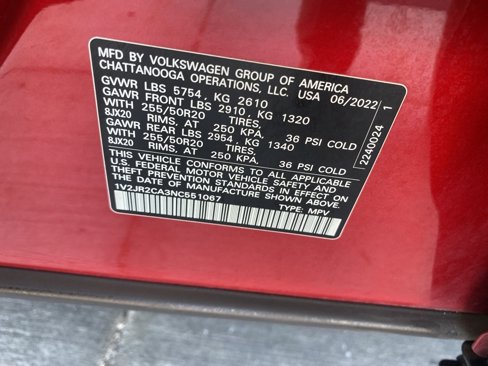 MFD BY VOLKSWAGEN GROUP OF AMERICA
CHATTANOOGA OPERATIONS, LLC. USA 06/2022
GVWR LBS 5754, KG 2610
GAWR FRONT LBS 2910, KG 1320
WITH 255/50R20 TIRES,
8JX20 RIMS, AT 250 KPA, 36 PSI COLD
GAWR REAR LBS 2954, KG 1340
WITH 255/50R20 TIRES,
8JX20 RIMS, AT 250 KPA, 36 PSI COLD
THIS VEHICLE CONFORMS TO ALL APPLICABLE
U.S. FEDERAL MOTOR VEHICLE SAFETY AND
THEFT PREVENTION STANDARDS IN EFFECT ON
THE DATE OF MANUFACTURE SHOWN ABOVE.
1V2JR2CA3NC551067 TYPE: MPV
2240024 1